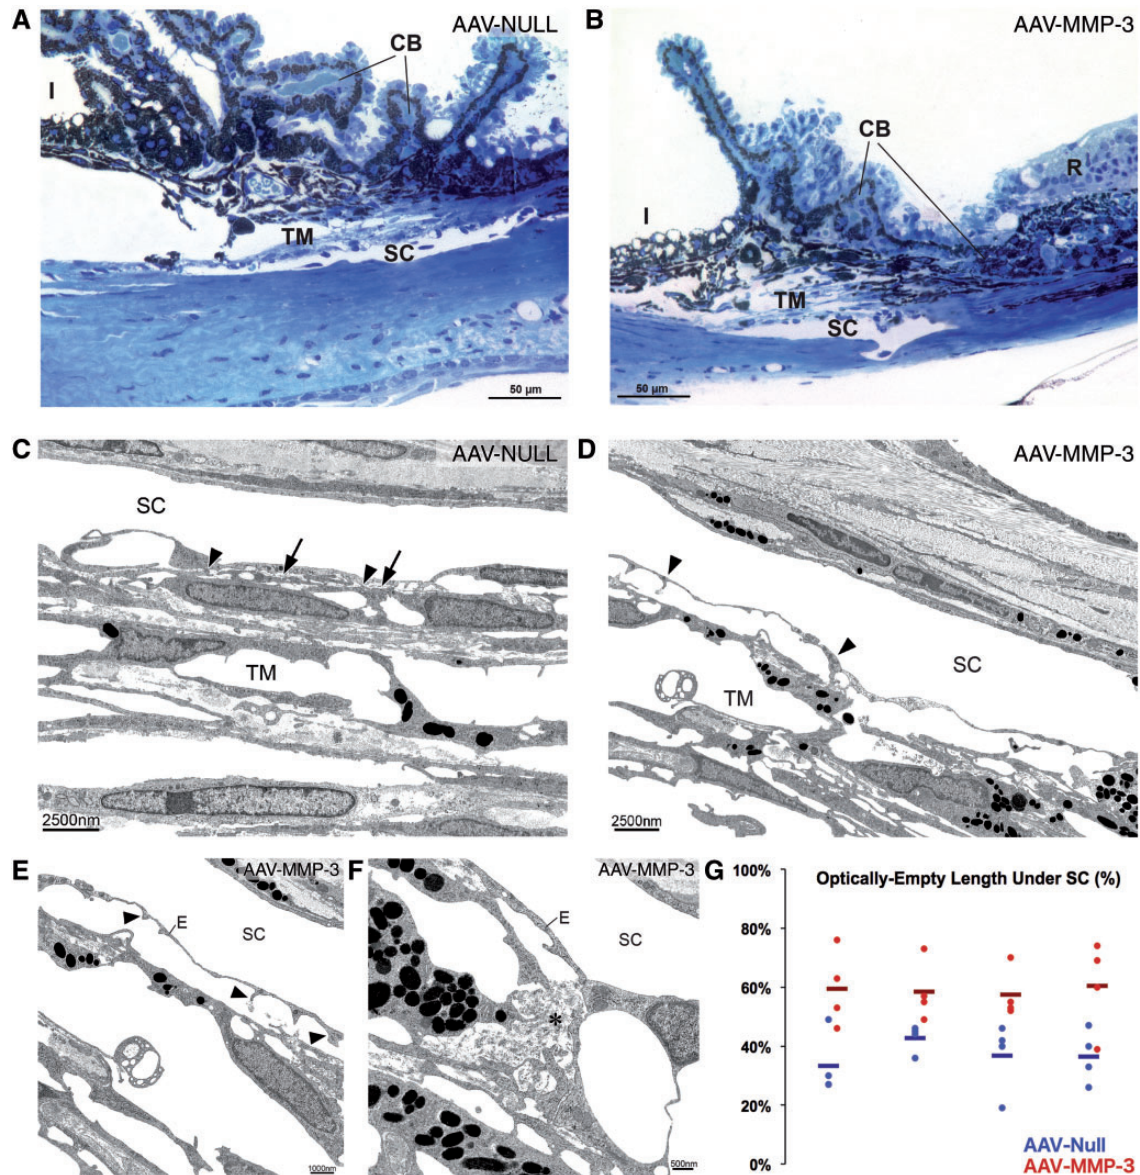 A
AAV-NULL
CB
I
TM
SC
50 µm
B
AAV-MMP-3
CB
R
I
TM
SC
50 µm
C
AAV-NULL
SC
TM
2500nm
D
AAV-MMP-3
SC
TM
2500nm
E
AAV-MMP-3
E
SC
1000nm
F
AAV-MMP-3
E
SC
*
500nm
G
100%
Optically-Empty Length Under SC (%)
80%
60%
40%
20%
0%
AAV-Null
AAV-MMP-3